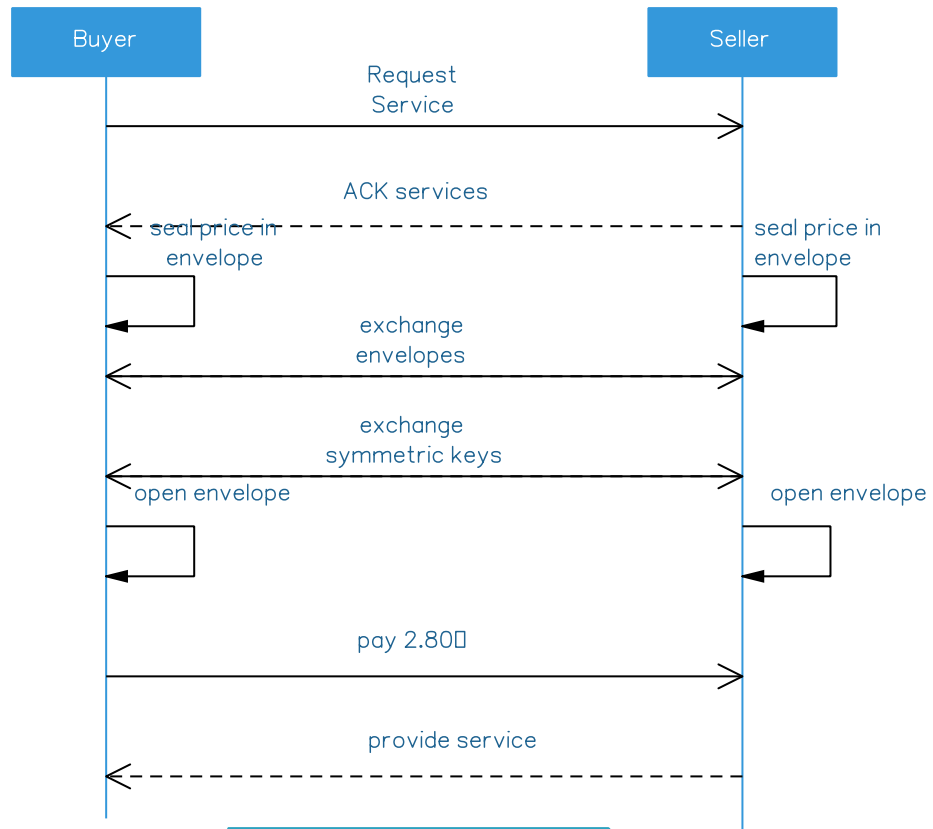 Buyer
Seller
Request
Service
ACK services
seal price in
envelope
seal price in
envelope
exchange
envelopes
exchange
symmetric keys
open envelope
open envelope
pay 2.80▯
provide service